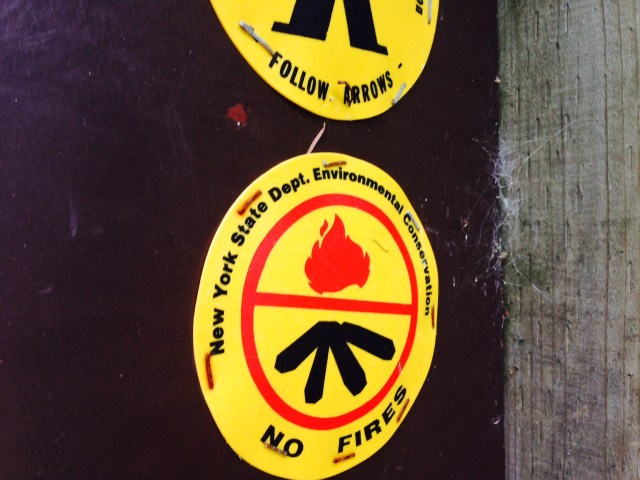 FOLLOW ARROWS -
New York State Dept. Environmental Conservation
NO FIRES